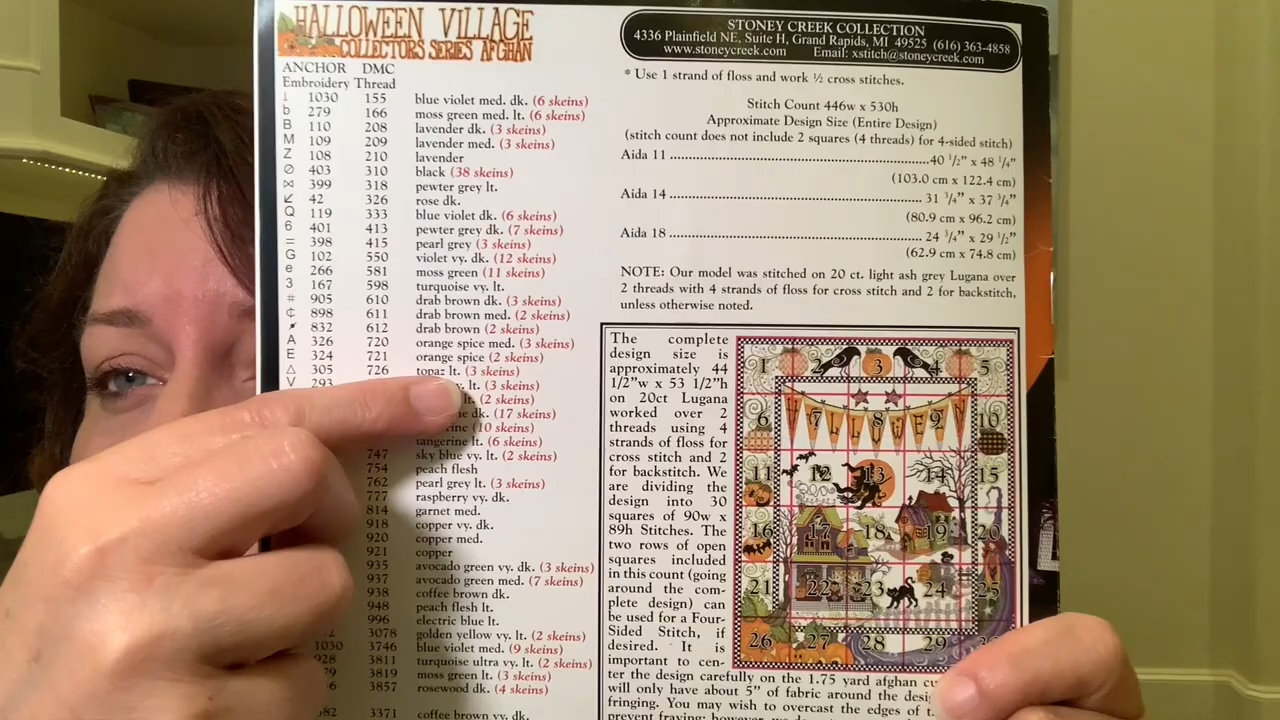 HALLOWEEN VILLAGE
COLLECTORS SERIES AFGHAN
ANCHOR DMC
Embroidery Thread
1030 155 blue violet med. dk. (6 skeins)
b 279 166 moss green med. lt. (6 skeins)
B 110 208 lavender dk. (3 skeins)
M 109 209 lavender med. (3 skeins)
Z 108 210 lavender
403 310 black (38 skeins)
399 318 pewter grey lt.
42 326 rose dk.
Q 119 333 blue violet dk. (6 skeins)
6 401 413 pewter grey dk. (7 skeins)
= 398 415 pearl grey (3 skeins)
G 102 550 violet vy. dk. (12 skeins)
e 266 581 moss green (11 skeins)
3 167 598 turquoise vy. lt.
# 905 610 drab brown dk. (3 skeins)
¢ 898 611 drab brown med. (2 skeins)
832 612 drab brown (2 skeins)
A 326 720 orange spice med. (3 skeins)
E 324 721 orange spice (2 skeins)
△ 305 726 topaz lt. (3 skeins)
V 293 lt. (3 skeins)
lt. (2 skeins)
dk. (17 skeins)
(10 skeins)
tangerine lt. (6 skeins)
747 sky blue vy. lt. (2 skeins)
754 peach flesh
762 pearl grey lt. (3 skeins)
777 raspberry vy. dk.
814 garnet med.
918 copper vy. dk.
920 copper med.
921 copper
935 avocado green vy. dk. (3 skeins)
937 avocado green med. (7 skeins)
938 coffee brown dk.
948 peach flesh lt.
996 electric blue lt.
3078 golden yellow vy. lt. (2 skeins)
1030 3746 blue violet med. (9 skeins)
928 3811 turquoise ultra vy. lt. (2 skeins)
3819 moss green lt. (3 skeins)
3857 rosewood dk. (4 skeins)
382 3371 coffee brown vy. dk.
STONEY CREEK COLLECTION
4336 Plainfield NE, Suite H, Grand Rapids, MI 49525 (616) 363-4858
www.stoneycreek.com Email: xstitch@stoneycreek.com
* Use 1 strand of floss and work ½ cross stitches.
Stitch Count 446w x 530h
Approximate Design Size (Entire Design)
(stitch count does not include 2 squares (4 threads) for 4-sided stitch)
Aida 11 ........ 40 1/2” x 48 1/4”
(103.0 cm x 122.4 cm)
Aida 14 ........ 31 3/4” x 37 3/4”
(80.9 cm x 96.2 cm)
Aida 18 ........ 24 3/4” x 29 1/2”
(62.9 cm x 74.8 cm)
NOTE: Our model was stitched on 20 ct. light ash grey Lugana over
2 threads with 4 strands of floss for cross stitch and 2 for backstitch,
unless otherwise noted.
The complete
design size is
approximately 44
1/2”w x 53 1/2”h
on 20ct Lugana
worked over 2
threads using 4
strands of floss for
cross stitch and 2
for backstitch. We
are dividing the
design into 30
squares of 90w x
89h Stitches. The
two rows of open
squares included
in this count (going
around the com-
plete design) can
be used for a Four-
Sided Stitch, if
desired. It is
important to cen-
ter the design carefully on the 1.75 yard afghan
will only have about 5” of fabric around the
fringing. You may wish to overcast the edges of
prevent fraying; however,
1 2 3 4 5
6 7 8 9 10
11 12 13 14 15
16 17 18 19 20
21 22 23 24 25
26 27 28 29
HALLOWEEN